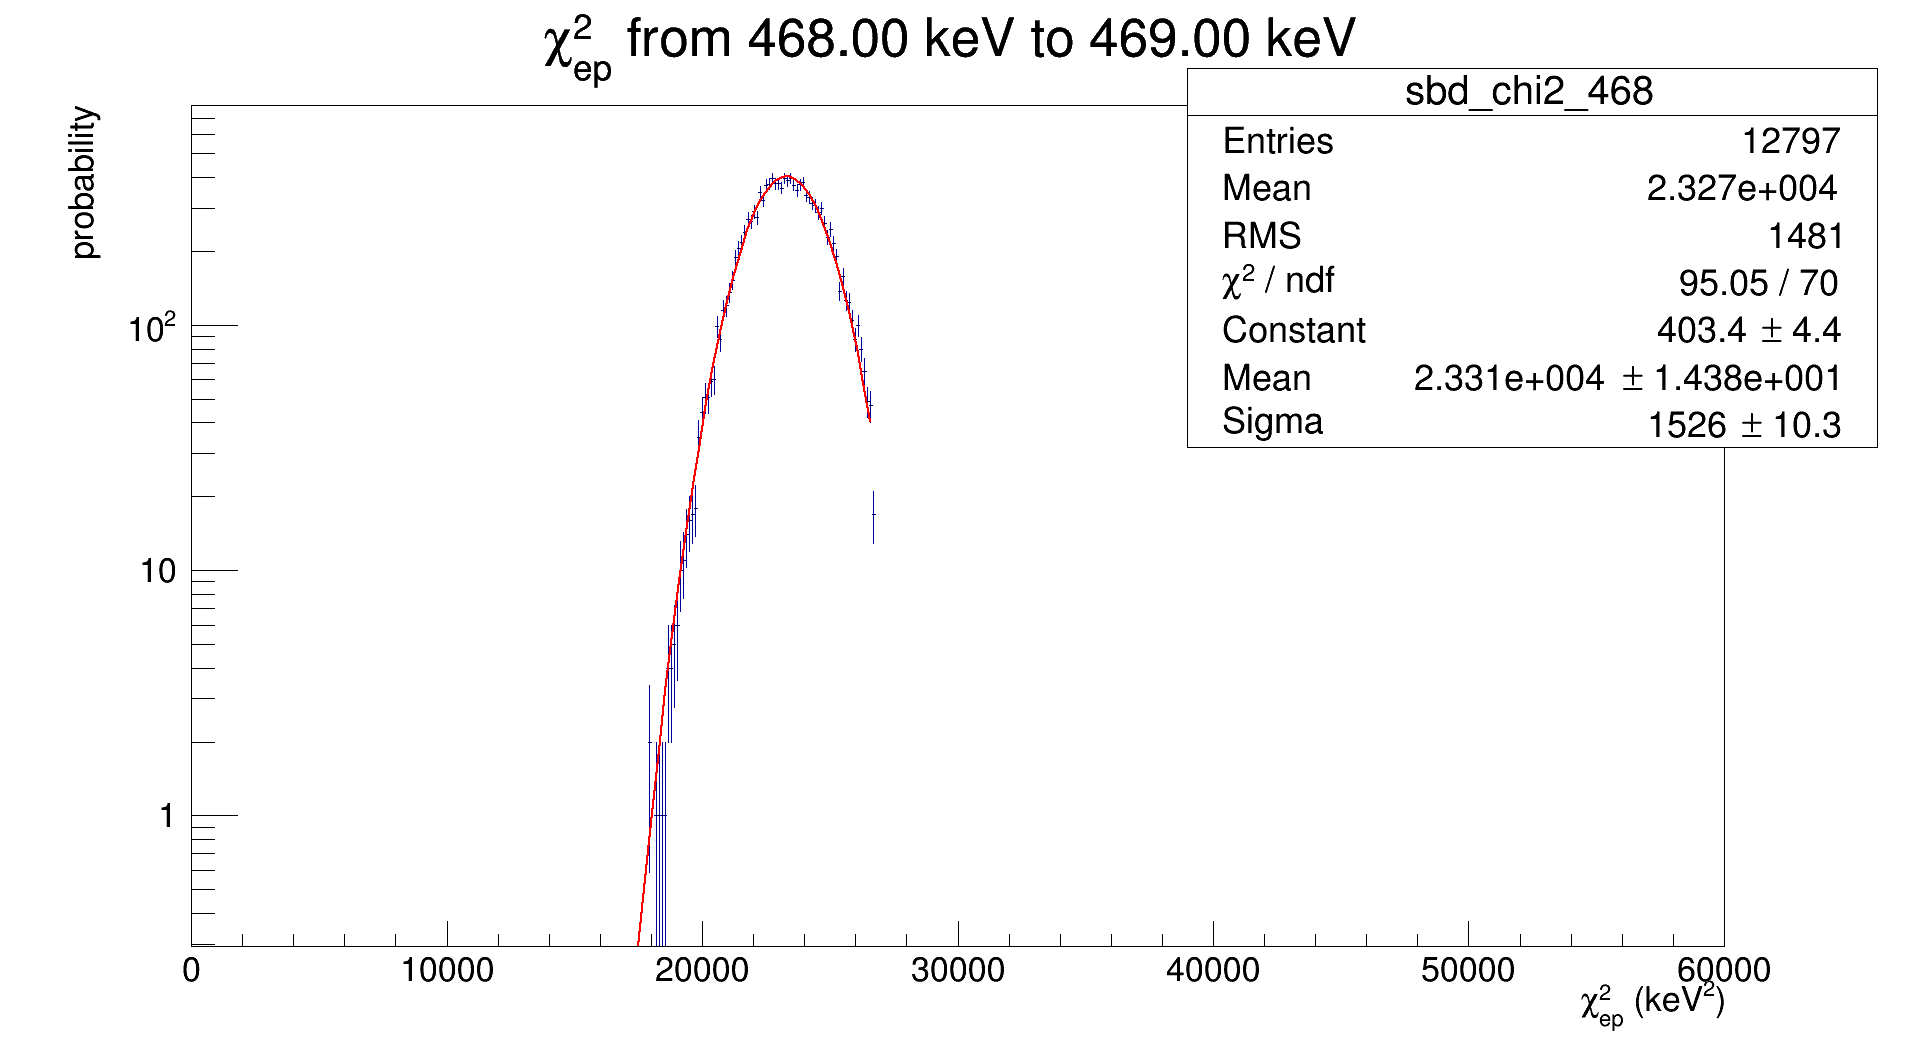 χ²ep from 468.00 keV to 469.00 keV
probability
sbd_chi2_468
Entries 12797
Mean 2.327e+004
RMS 1481
χ² / ndf 95.05 / 70
Constant 403.4 ± 4.4
Mean 2.331e+004 ± 1.438e+001
Sigma 1526 ± 10.3
10²
10
1
0 10000 20000 30000 40000 50000 60000
χ²ep (keV²)